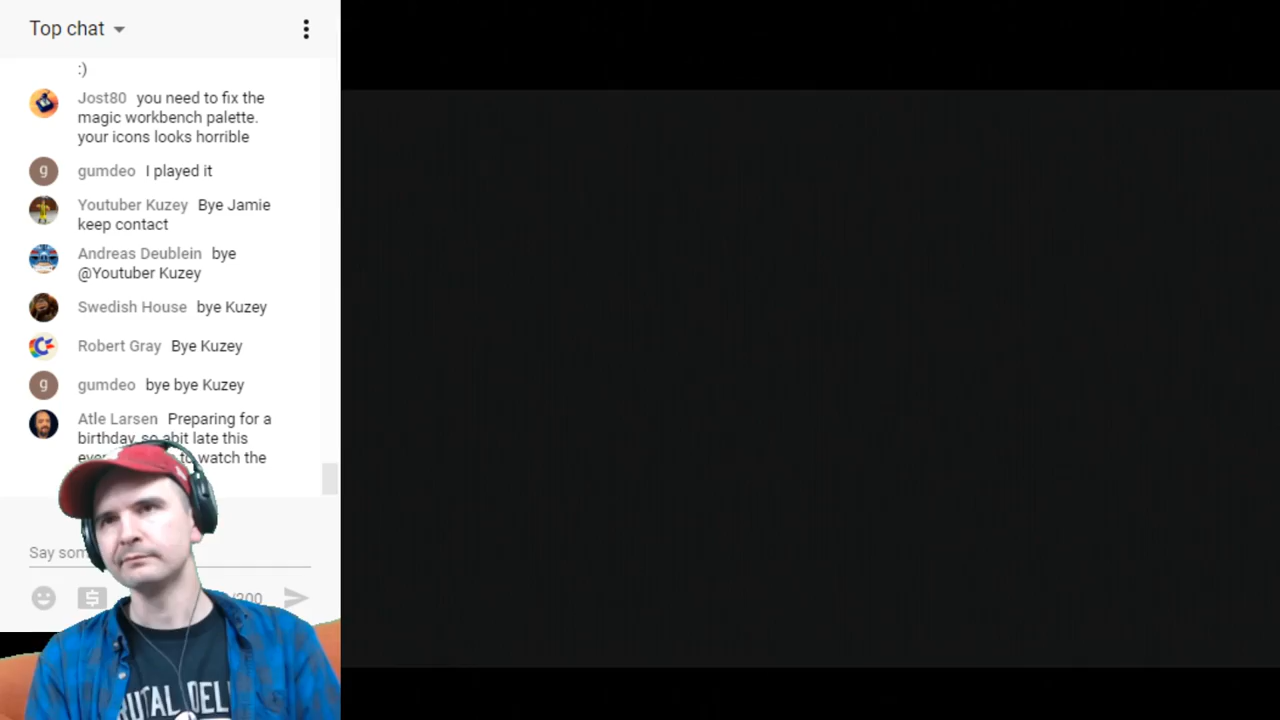 Top chat
:)
Jost80 you need to fix the
magic workbench palette.
your icons looks horrible
g gumdeo I played it
Youtuber Kuzey Bye Jamie
keep contact
Andreas Deublein bye
@Youtuber Kuzey
Swedish House bye Kuzey
Robert Gray Bye Kuzey
g gumdeo bye bye Kuzey
Atle Larsen Preparing for a
birthday, so abit late this
to watch the
Say
/200